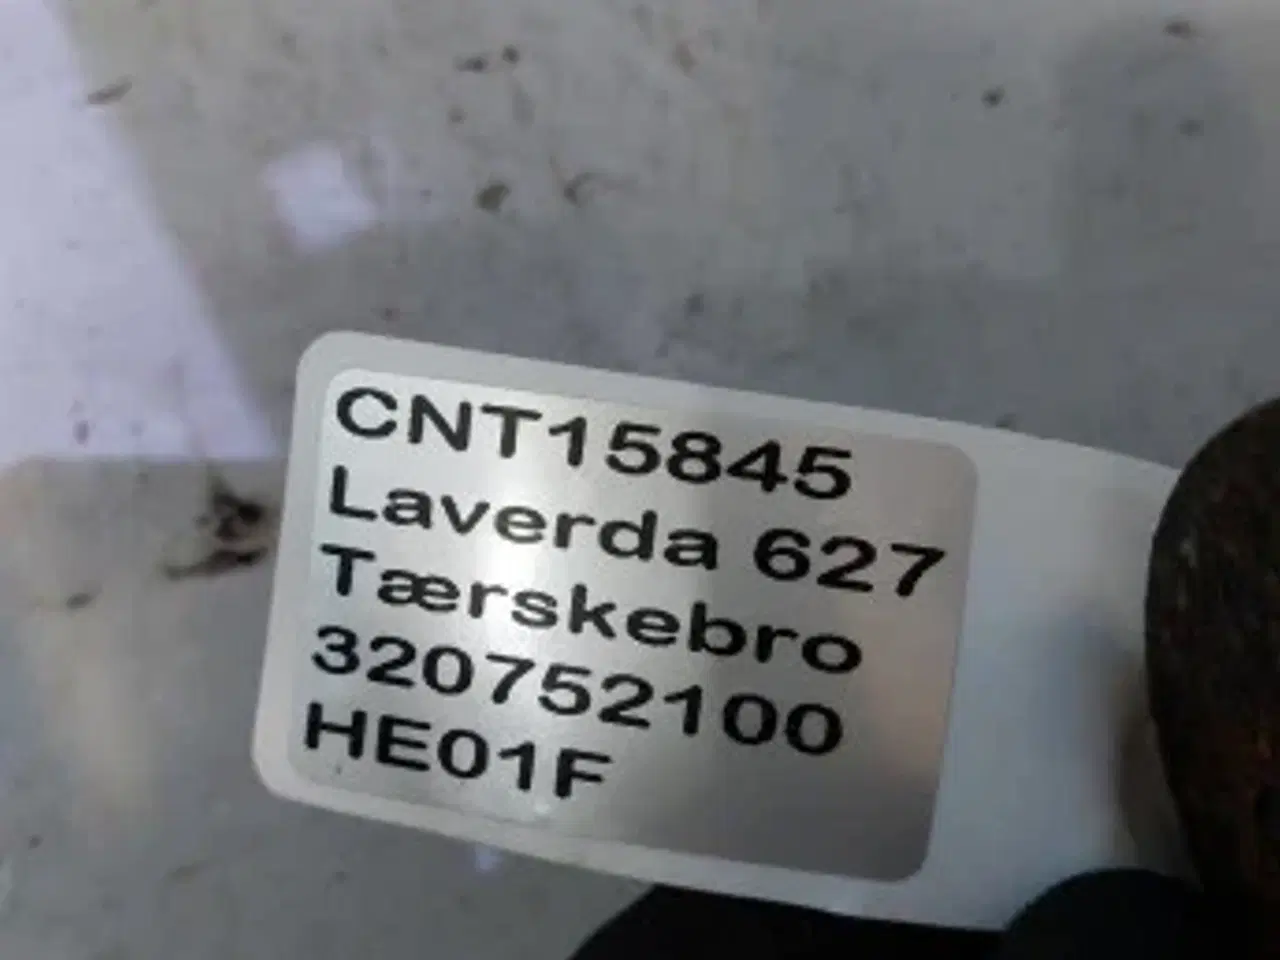 CNT15845
Laverda 627
Tærskebro
320752100
HE01F